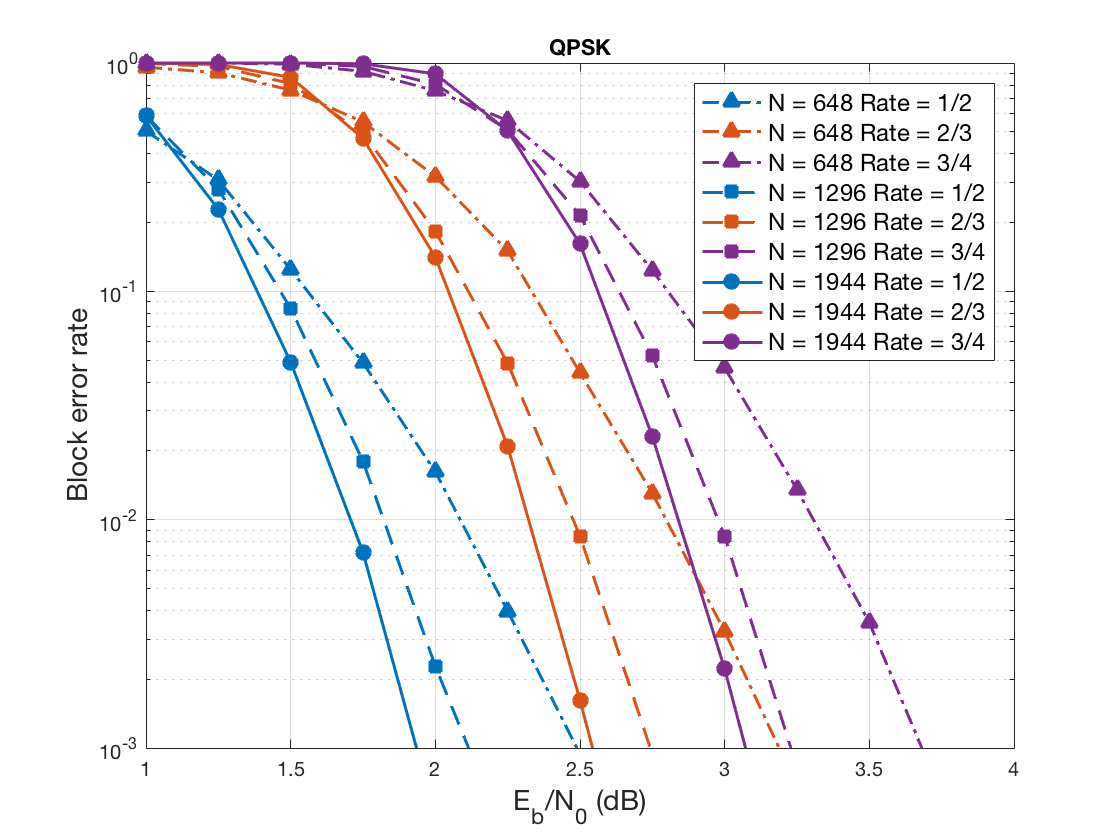 QPSK
10^0
10^-1
10^-2
10^-3
Block error rate
N = 648 Rate = 1/2
N = 648 Rate = 2/3
N = 648 Rate = 3/4
N = 1296 Rate = 1/2
N = 1296 Rate = 2/3
N = 1296 Rate = 3/4
N = 1944 Rate = 1/2
N = 1944 Rate = 2/3
N = 1944 Rate = 3/4
1 1.5 2 2.5 3 3.5 4
E_b/N_0 (dB)